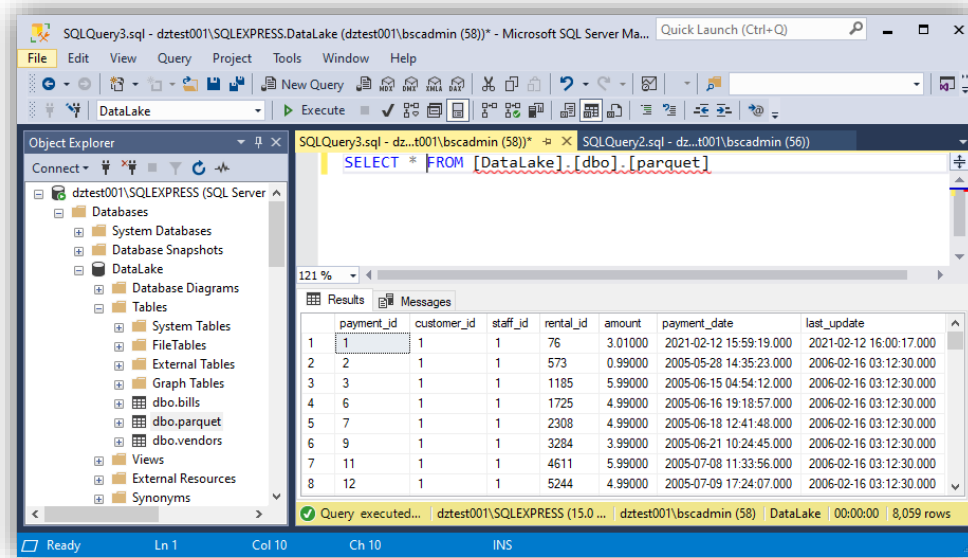 SQLQuery3.sql - dztest001\SQLEXPRESS.DataLake (dztest001\bscadmin (58))* - Microsoft SQL Server Ma...
Quick Launch (Ctrl+Q)
File Edit View Query Project Tools Window Help
New Query MDX DMX XMLA DAX
DataLake Execute
Object Explorer
Connect
dztest001\SQLEXPRESS (SQL Server
Databases
System Databases
Database Snapshots
DataLake
Database Diagrams
Tables
System Tables
FileTables
External Tables
Graph Tables
dbo.bills
dbo.parquet
dbo.vendors
Views
External Resources
Synonyms
SQLQuery3.sql - dz...t001\bscadmin (58))* SQLQuery2.sql - dz...t001\bscadmin (56))
SELECT * FROM [DataLake].[dbo].[parquet]
121 %
Results Messages
payment_id customer_id staff_id rental_id amount payment_date last_update
1 1 1 1 76 3.01000 2021-02-12 15:59:19.000 2021-02-12 16:00:17.000
2 2 1 1 573 0.99000 2005-05-28 14:35:23.000 2006-02-16 03:12:30.000
3 3 1 1 1185 5.99000 2005-06-15 04:54:12.000 2006-02-16 03:12:30.000
4 6 1 1 1725 4.99000 2005-06-16 19:18:57.000 2006-02-16 03:12:30.000
5 7 1 1 2308 4.99000 2005-06-18 12:41:48.000 2006-02-16 03:12:30.000
6 9 1 1 3284 3.99000 2005-06-21 10:24:45.000 2006-02-16 03:12:30.000
7 11 1 1 4611 5.99000 2005-07-08 11:33:56.000 2006-02-16 03:12:30.000
8 12 1 1 5244 4.99000 2005-07-09 17:24:07.000 2006-02-16 03:12:30.000
Query executed... dztest001\SQLEXPRESS (15.0 ... dztest001\bscadmin (58) DataLake 00:00:00 8,059 rows
Ready Ln 1 Col 10 Ch 10 INS